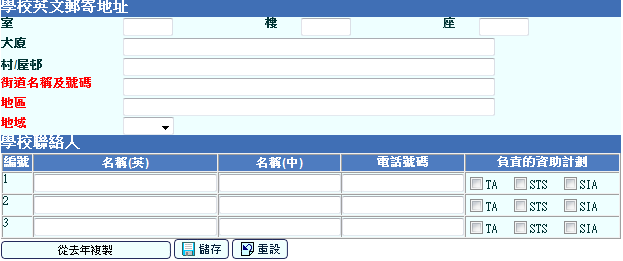 學校英文郵寄地址
室 樓 座
大廈
村/屋邨
街道名稱及號碼
地區
地域
學校聯絡人
編號 名稱(英) 名稱(中) 電話號碼 負責的資助計劃
1 TA STS SIA
2 TA STS SIA
3 TA STS SIA
從去年複製 儲存 重設